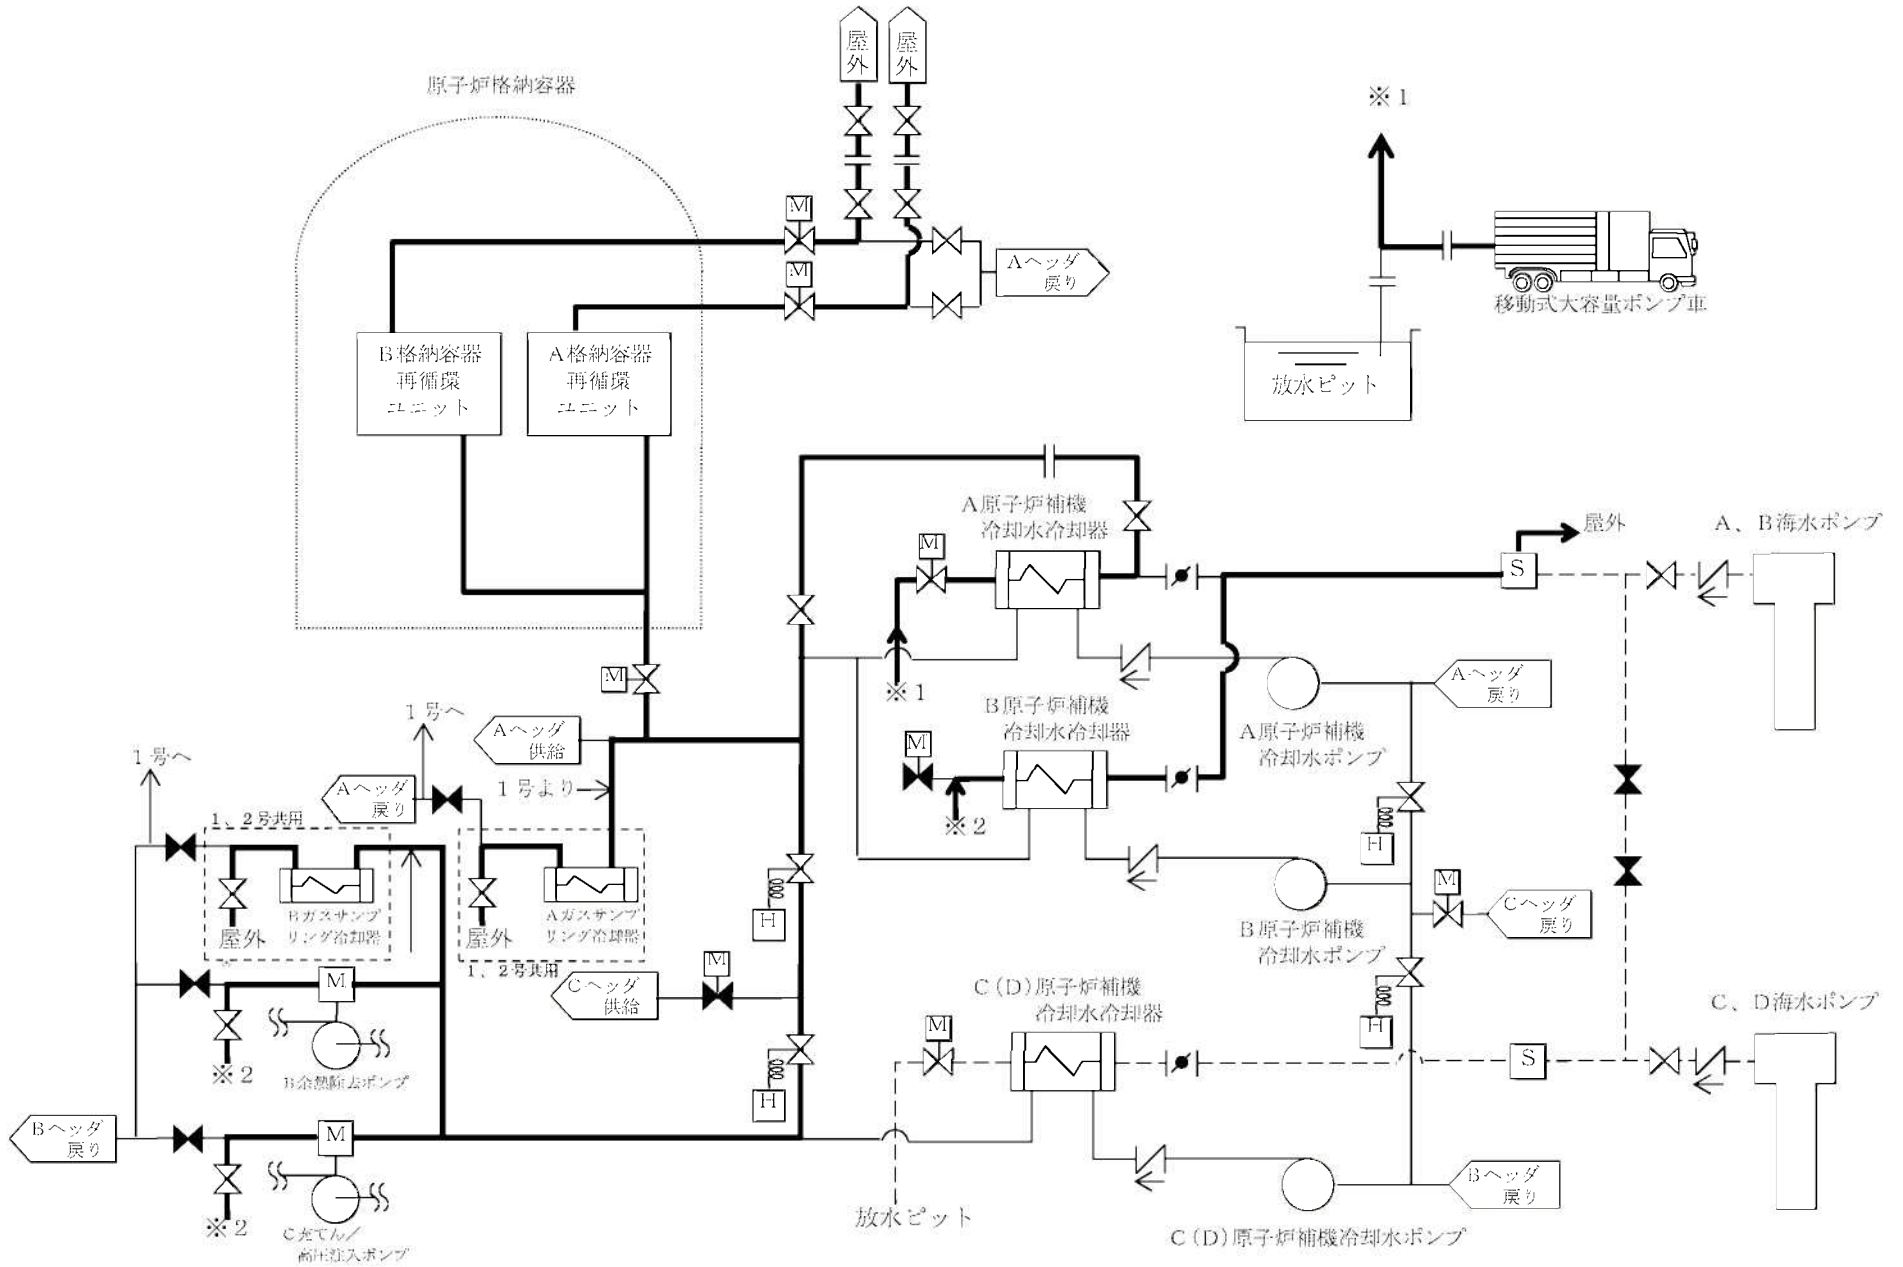 屋外
屋外
原子炉格納容器
※1
M
M
Aヘッダ
戻り
移動式大容量ポンプ車
放水ピット
B格納容器
再循環
ユニット
A格納容器
再循環
ユニット
A原子炉補機
冷却水冷却器
M
屋外
S
A、B海水ポンプ
M
※1
Aヘッダ
戻り
B原子炉補機
冷却水冷却器
A原子炉補機
冷却水ポンプ
1号へ
Aヘッダ
供給
M
1号へ
Aヘッダ
戻り
1号より
※2
1、2号共用
H
Bガスサンプ
リング冷却器
屋外
Aガスサンプ
リング冷却器
屋外
1、2号共用
H
M
Cヘッダ
戻り
B原子炉補機
冷却水ポンプ
M
Cヘッダ
供給
M
C(D)原子炉補機
冷却水冷却器
M
H
S
C、D海水ポンプ
※2
B余熱除去ポンプ
H
Bヘッダ
戻り
M
※2
C充てん/
高圧注入ポンプ
放水ピット
Bヘッダ
戻り
C(D)原子炉補機冷却水ポンプ